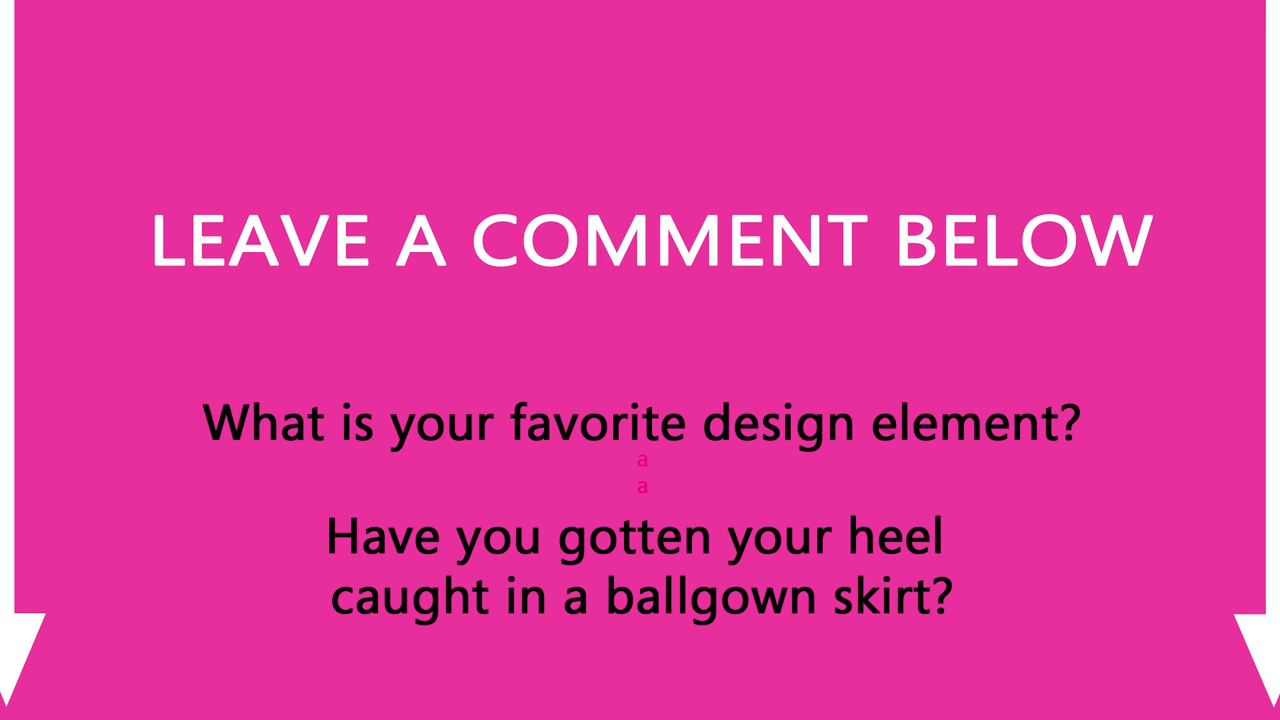 LEAVE A COMMENT BELOW
What is your favorite design element?
a
a
Have you gotten your heel
caught in a ballgown skirt?